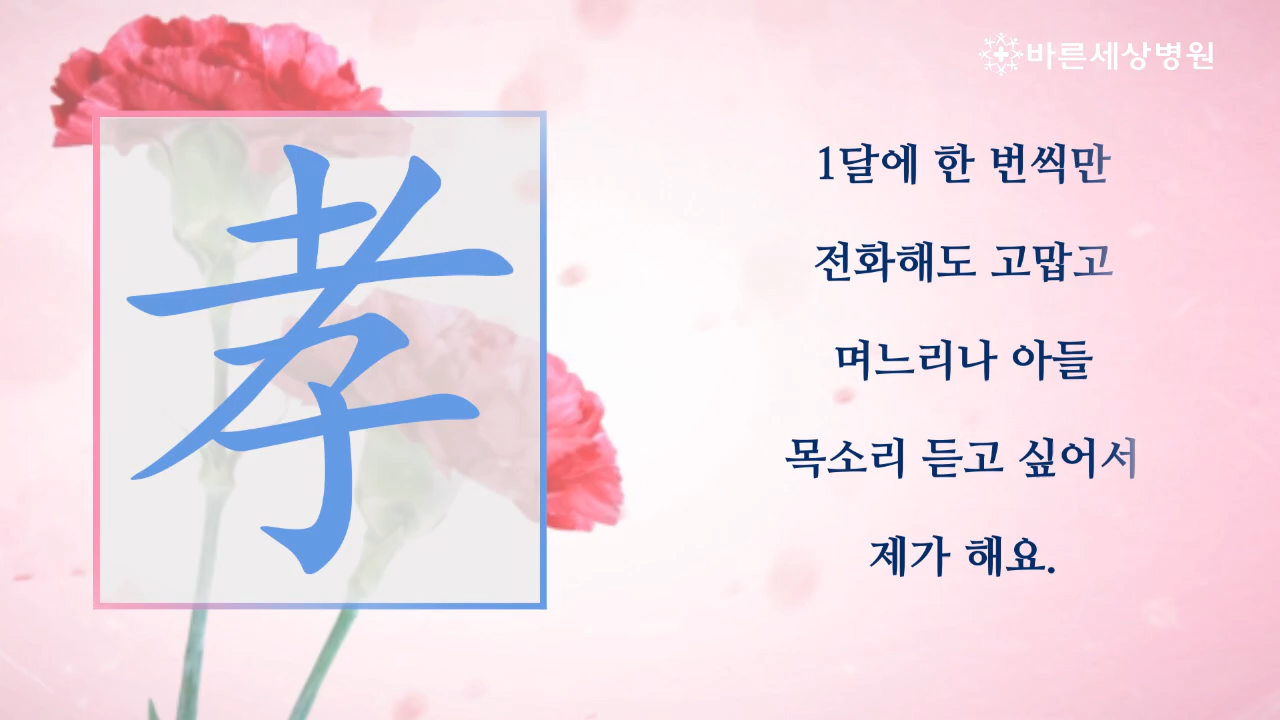 바른세상병원
孝
1달에 한 번씩만
전화해도 고맙고
며느리나 아들
목소리 듣고 싶어서
제가 해요.